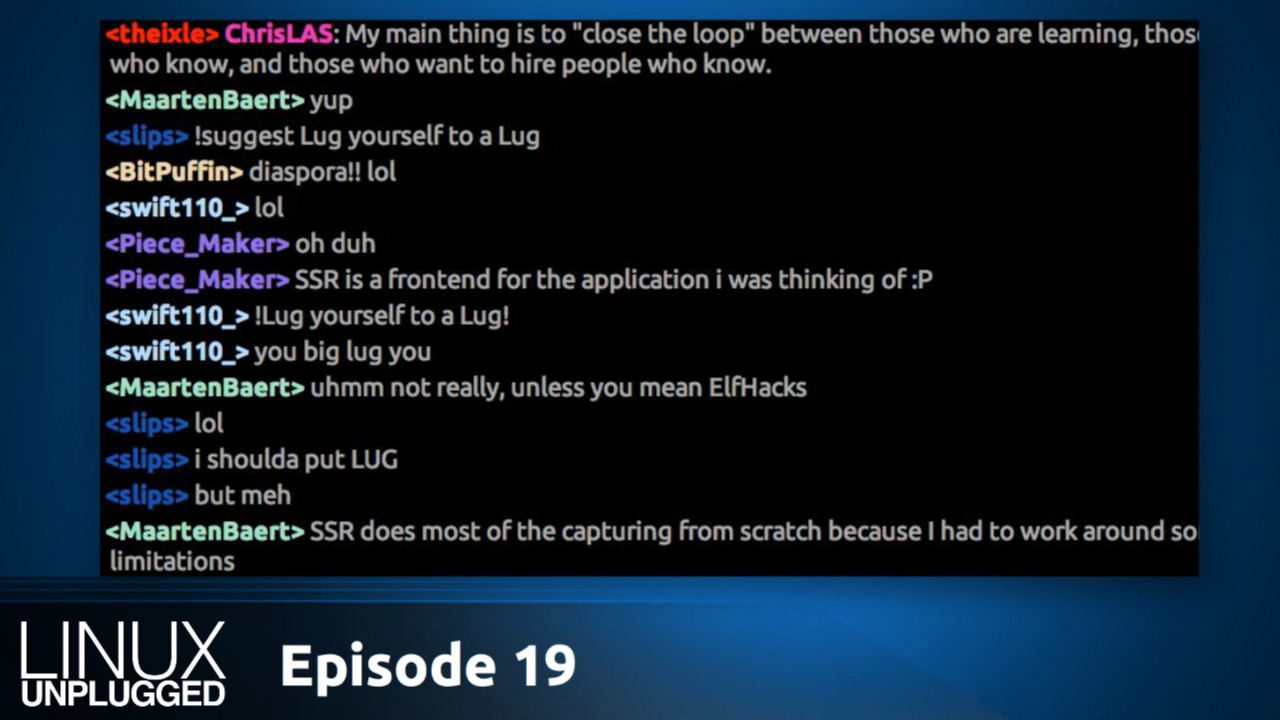 <theixle> ChrisLAS: My main thing is to "close the loop" between those who are learning,
who know, and those who want to hire people who know.
<MaartenBaert> yup
<slips> !suggest Lug yourself to a Lug
<BitPuffin> diaspora!! lol
<swift110_> lol
<Piece_Maker> oh duh
<Piece_Maker> SSR is a frontend for the application i was thinking of :P
<swift110_> !Lug yourself to a Lug!
<swift110_> you big lug you
<MaartenBaert> uhmm not really, unless you mean ElfHacks
<slips> lol
<slips> i shoulda put LUG
<slips> but meh
<MaartenBaert> SSR does most of the capturing from scratch because I had to work around
limitations
LINUX
UNPLUGGED
Episode 19